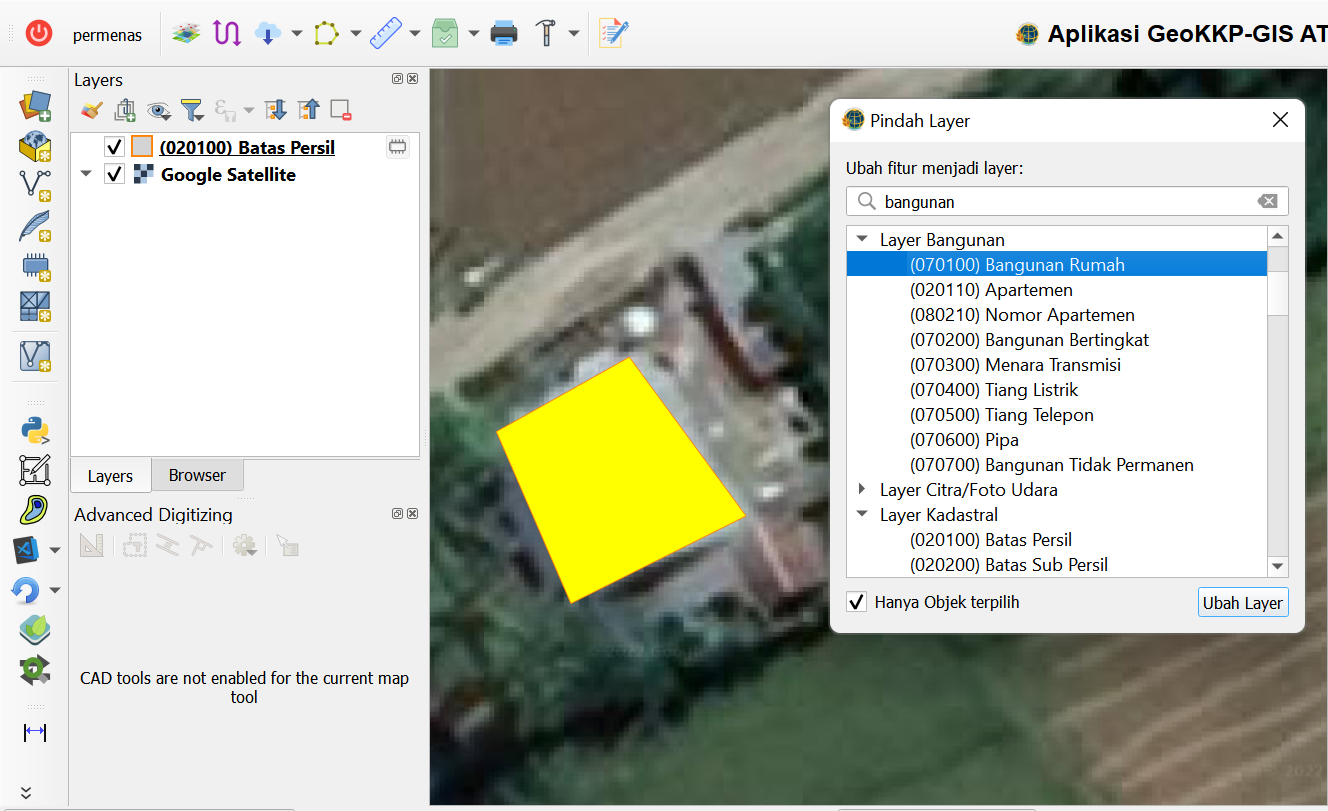 permenas
Aplikasi GeoKKP-GIS AT
Layers
(020100) Batas Persil
Google Satellite
Layers
Browser
Advanced Digitizing
CAD tools are not enabled for the current map
tool
Pindah Layer
Ubah fitur menjadi layer:
bangunan
Layer Bangunan
(070100) Bangunan Rumah
(020110) Apartemen
(080210) Nomor Apartemen
(070200) Bangunan Bertingkat
(070300) Menara Transmisi
(070400) Tiang Listrik
(070500) Tiang Telepon
(070600) Pipa
(070700) Bangunan Tidak Permanen
Layer Citra/Foto Udara
Layer Kadastral
(020100) Batas Persil
(020200) Batas Sub Persil
Hanya Objek terpilih
Ubah Layer
2022